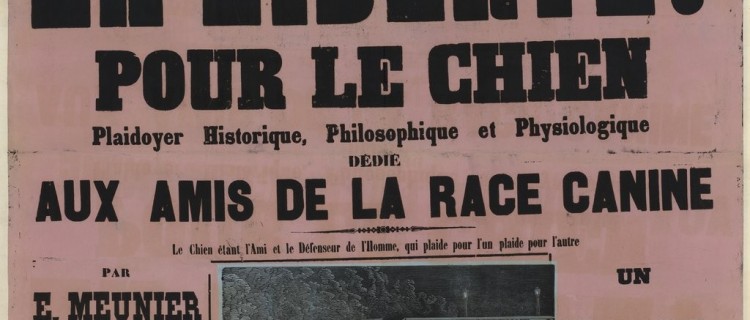 POUR LE CHIEN
Plaidoyer Historique, Philosophique et Physiologique
DÉDIÉ
AUX AMIS DE LA RACE CANINE
Le Chien étant l'Ami et le Défenseur de l'Homme, qui plaide pour l'un plaide pour l'autre
PAR
E. MEUNIER
UN